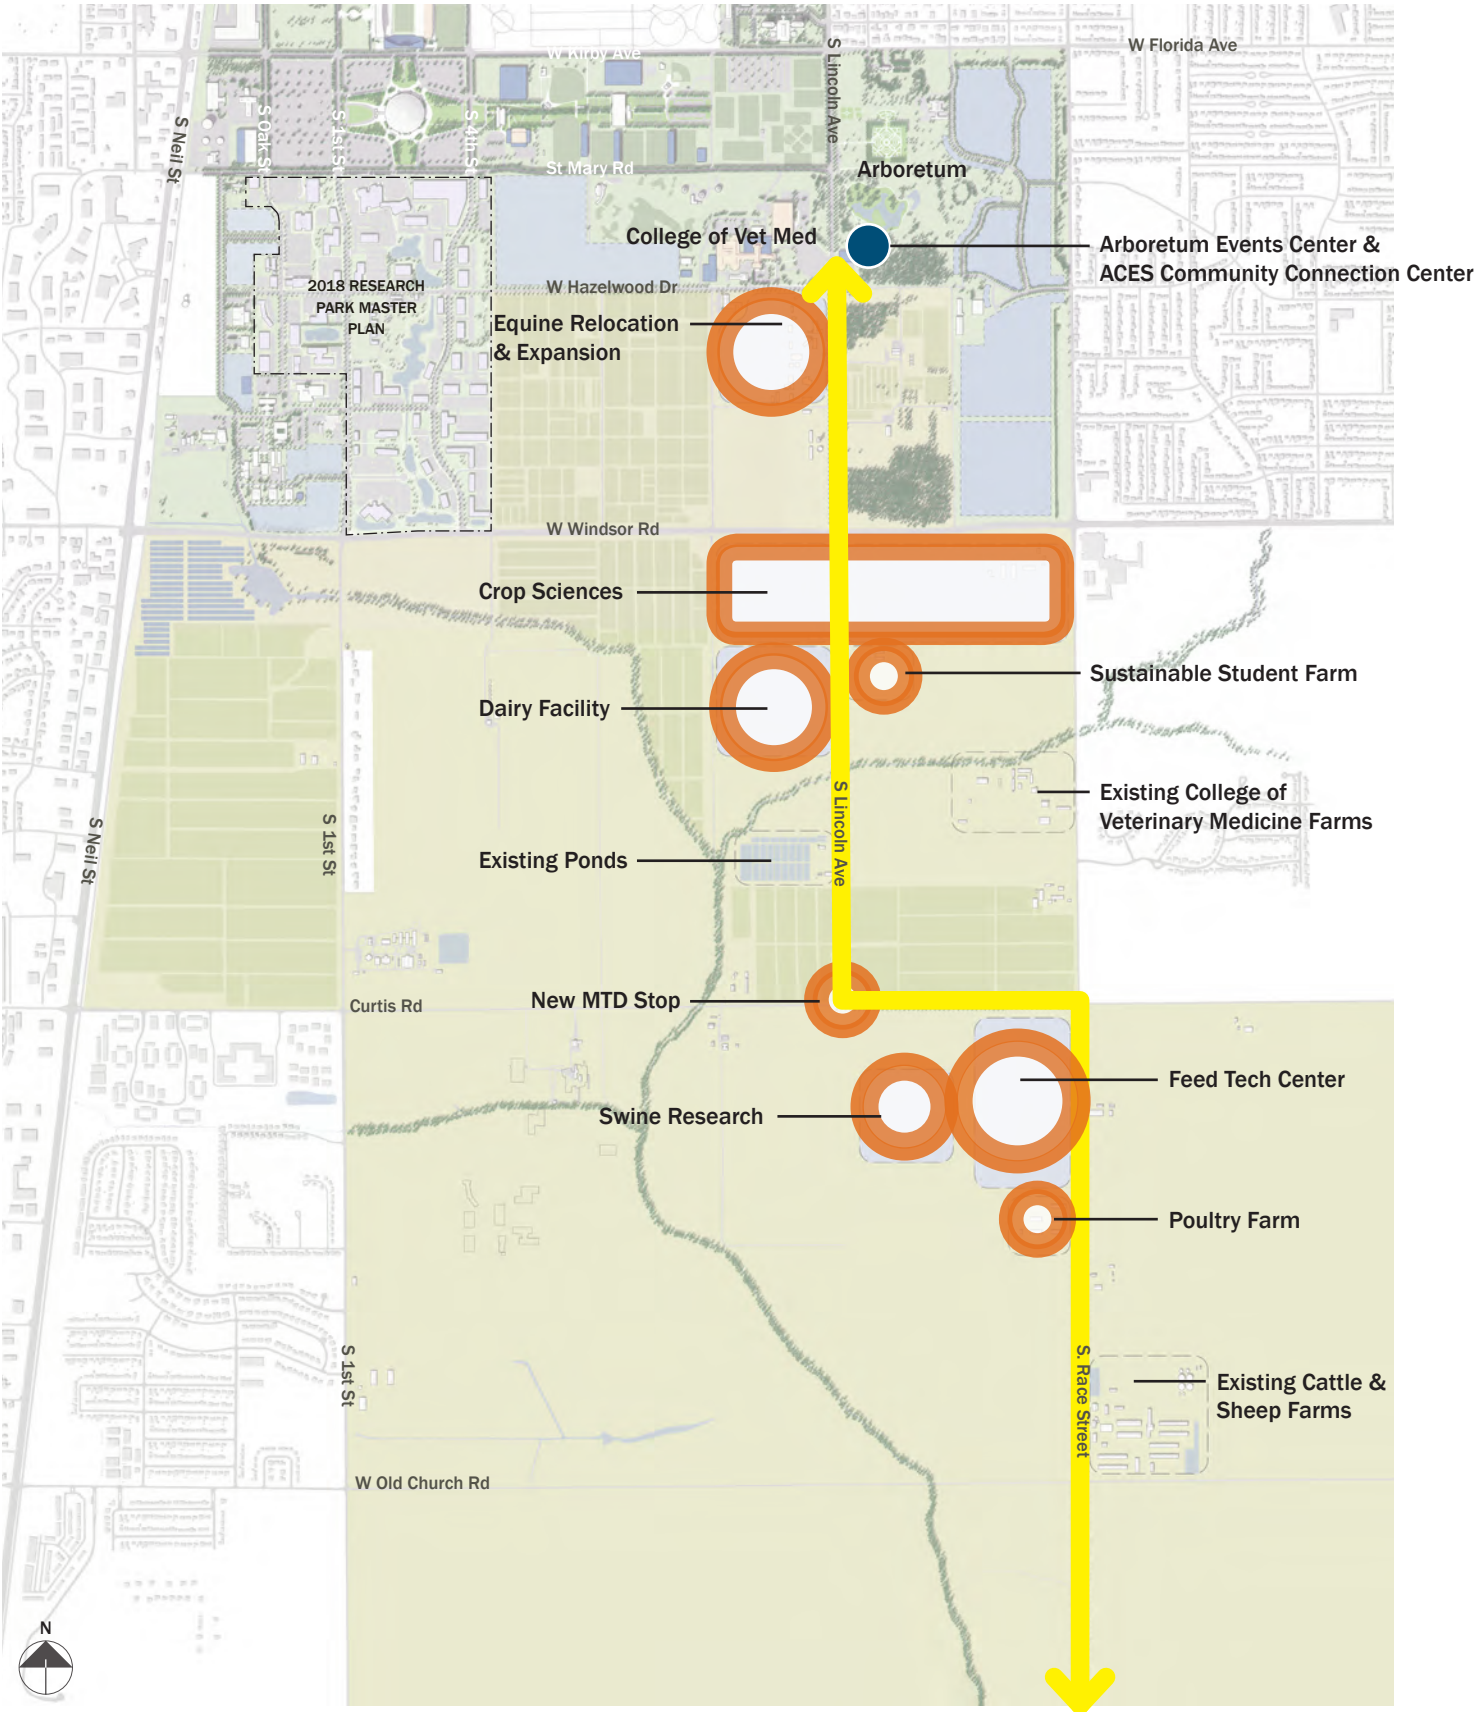 W Florida Ave
W Kirby Ave
S Lincoln Ave
S Neil St
S Oak St
S 1st St
S 4th St
St Mary Rd
Arboretum
College of Vet Med
Arboretum Events Center &
ACES Community Connection Center
2018 RESEARCH
PARK MASTER
PLAN
W Hazelwood Dr
Equine Relocation
& Expansion
W Windsor Rd
Crop Sciences
Sustainable Student Farm
Dairy Facility
S Lincoln Ave
Existing College of
Veterinary Medicine Farms
S Neil St
S 1st St
Existing Ponds
New MTD Stop
Curtis Rd
Feed Tech Center
Swine Research
Poultry Farm
S 1st St
S. Race Street
Existing Cattle &
Sheep Farms
W Old Church Rd
N